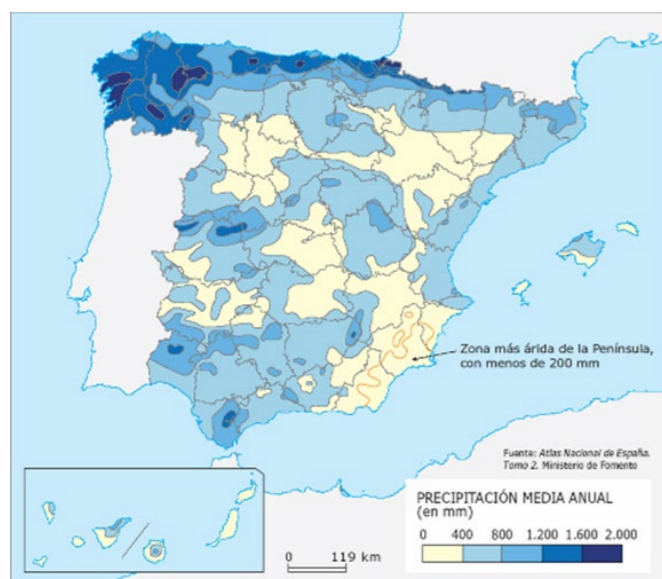 Zona más árida de la Península,
con menos de 200 mm
Fuente: Atlas Nacional de España.
Tomo 2. Ministerio de Fomento
PRECIPITACIÓN MEDIA ANUAL
(en mm)
0 400 800 1.200 1.600 2.000
0 119 km